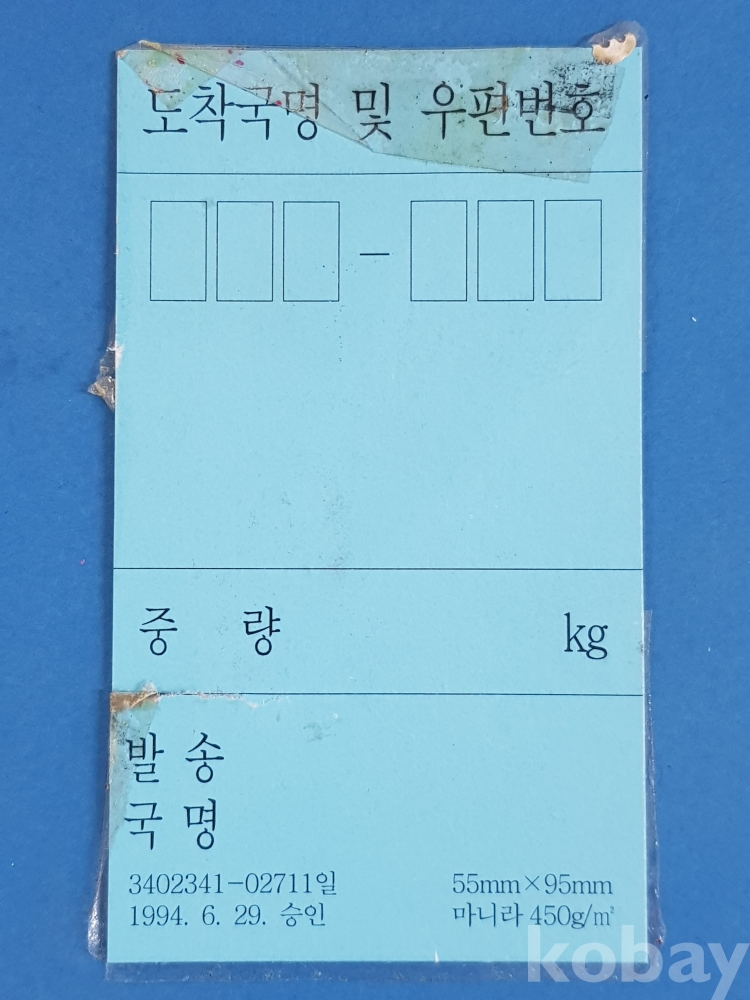 도착국명 및 우편번호
–
중 량 kg
발 송
국 명
3402341-02711일 55mm×95mm
1994. 6. 29. 승인 마니라 450g/㎡
kobay